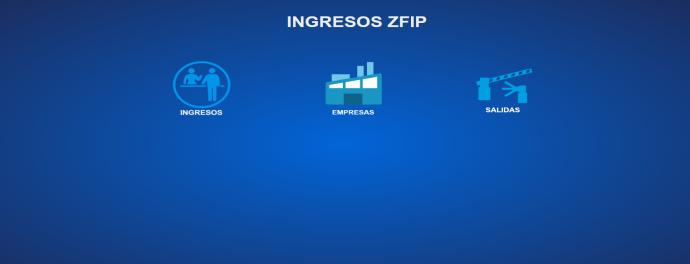 INGRESOS ZFIP
INGRESOS
EMPRESAS
SALIDAS